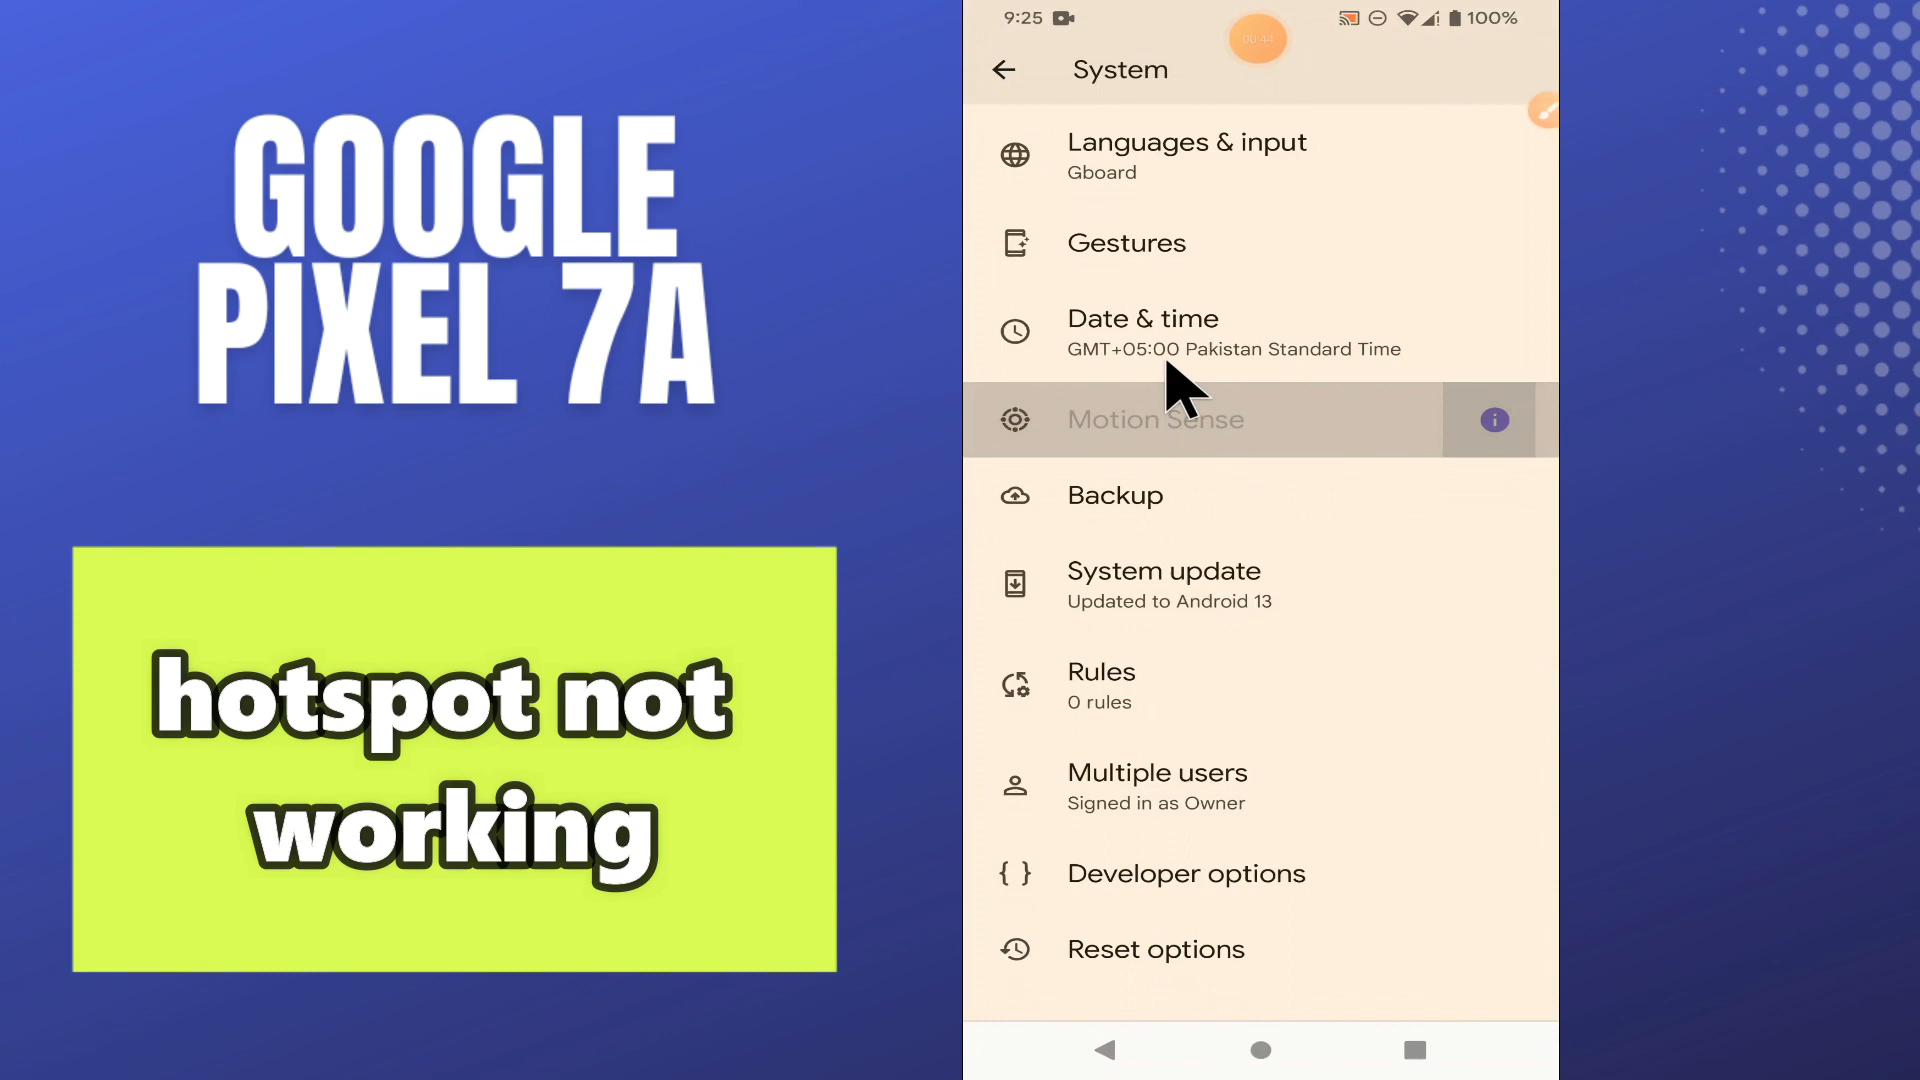 GOOGLE
PIXEL 7A
hotspot not
working
9:25
100%
00:44
System
Languages & input
Gboard
Gestures
Date & time
GMT+05:00 Pakistan Standard Time
Motion Sense
Backup
System update
Updated to Android 13
Rules
0 rules
Multiple users
Signed in as Owner
Developer options
Reset options